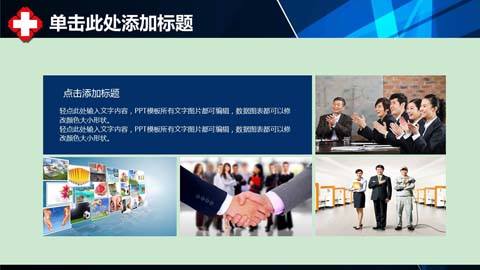 单击此处添加标题
点击添加标题
轻点此处输入文字内容，PPT模板所有文字图片都可编辑，数据图表都可以修
改颜色大小形状。
轻点此处输入文字内容，PPT模板所有文字图片都可编辑，数据图表都可以修
改颜色大小形状。